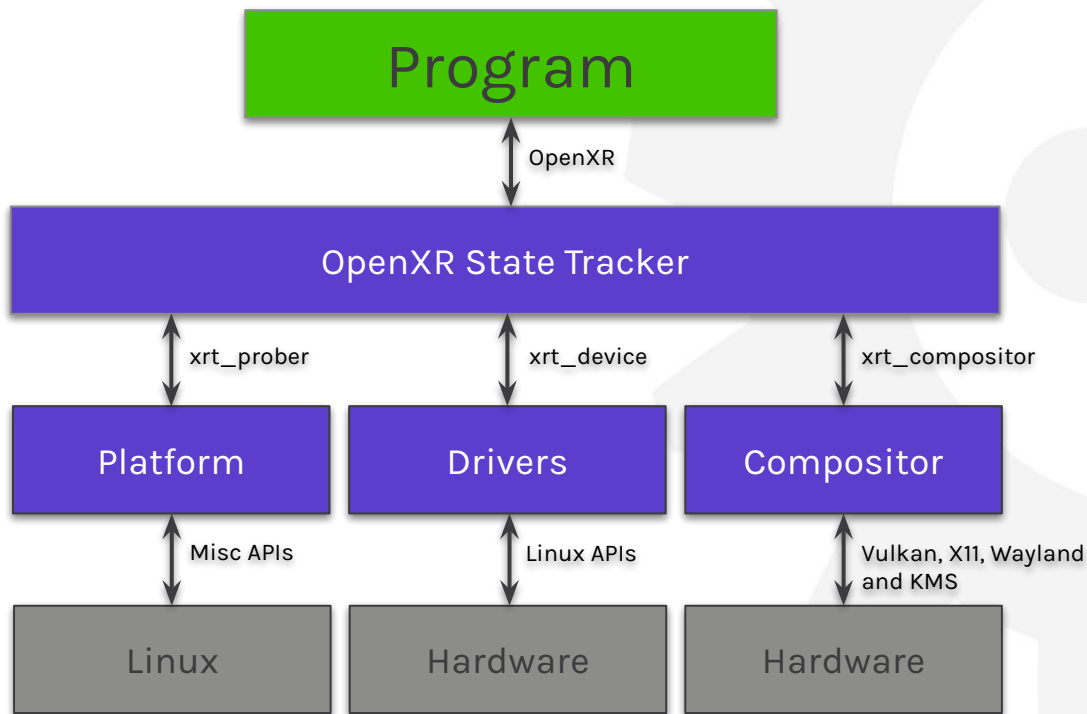 Program
OpenXR
OpenXR State Tracker
xrt_prober
xrt_device
xrt_compositor
Platform
Drivers
Compositor
Misc APIs
Linux APIs
Vulkan, X11, Wayland
and KMS
Linux
Hardware
Hardware